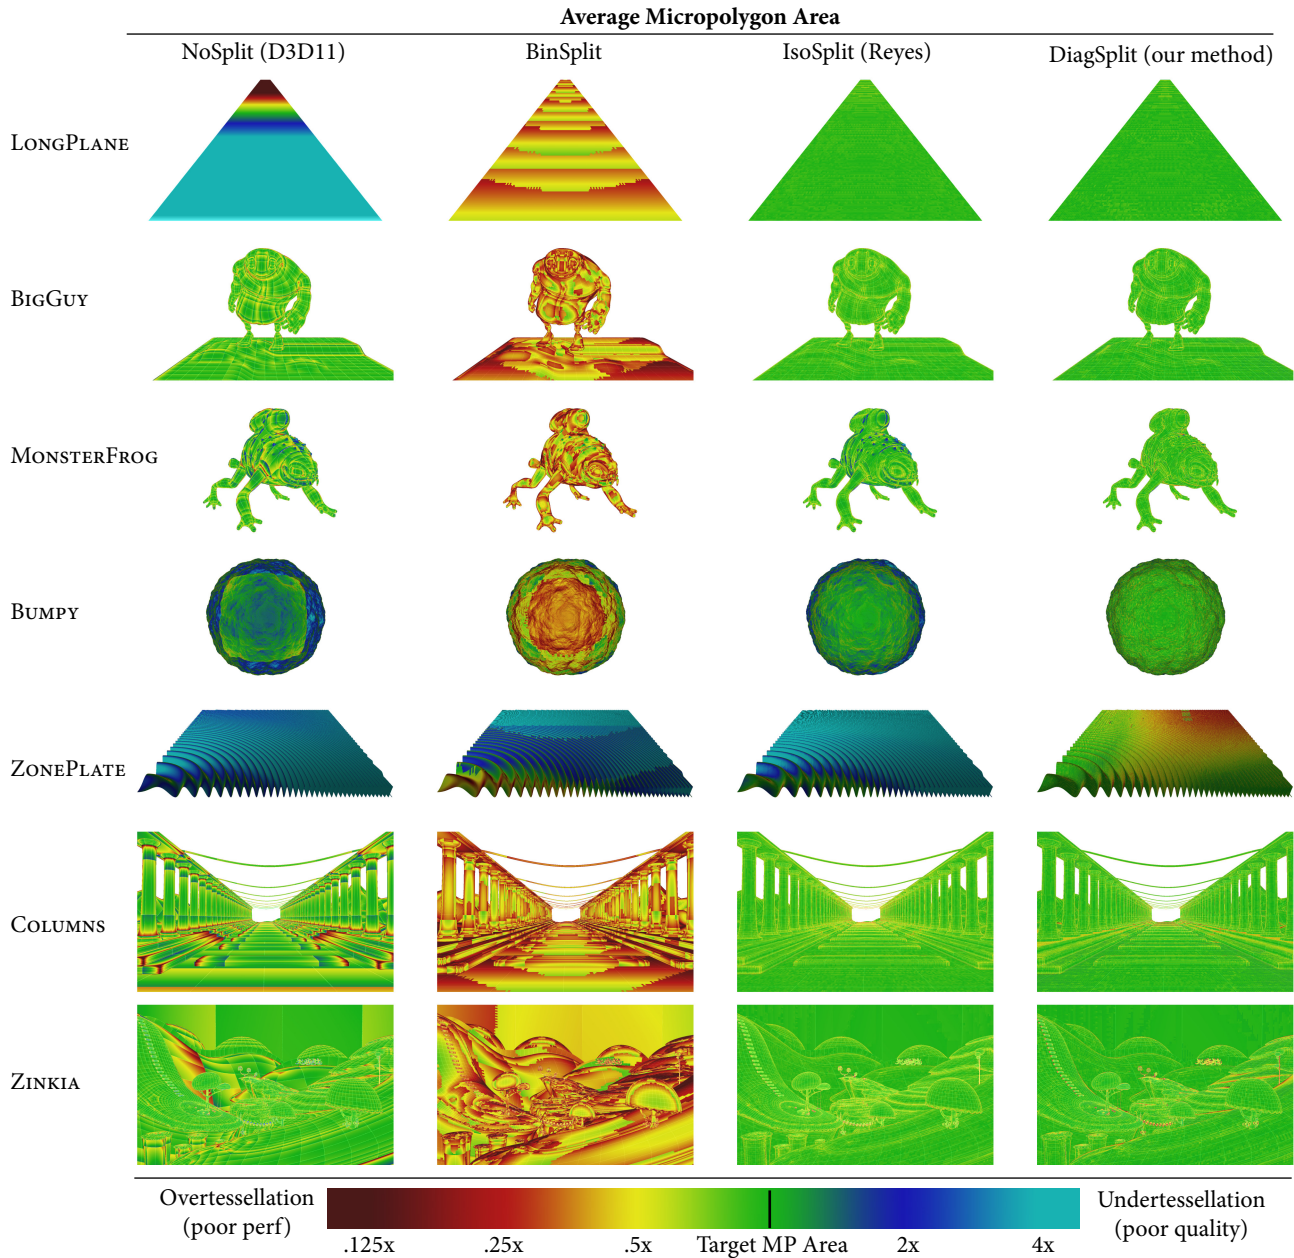 Average Micropolygon Area
NoSplit (D3D11) BinSplit IsoSplit (Reyes) DiagSplit (our method)
LongPlane
BigGuy
MonsterFrog
Bumpy
ZonePlate
Columns
Zinkia
Overtessellation Undertessellation
(poor perf) (poor quality)
.125x .25x .5x Target MP Area 2x 4x